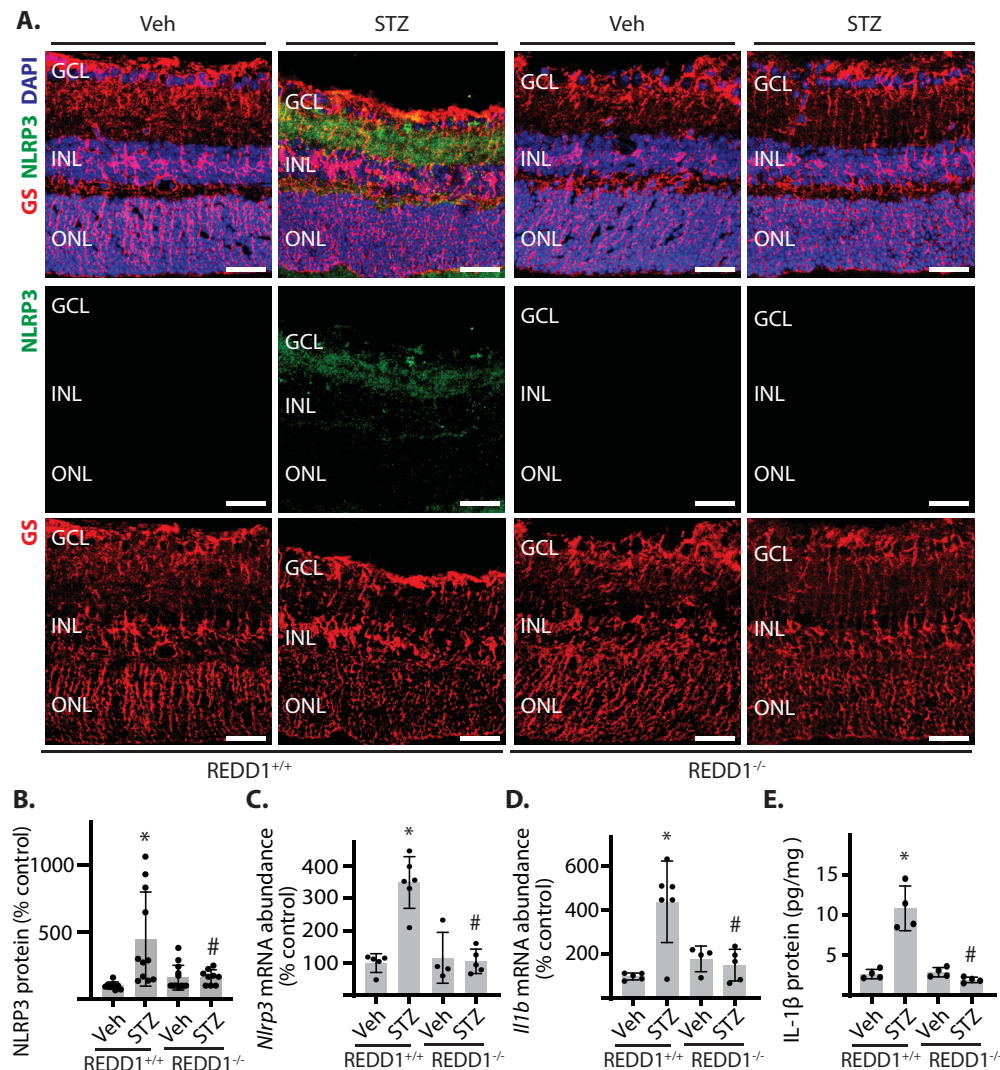 A.
Veh STZ Veh STZ
GS NLRP3 DAPI
GCL GCL GCL GCL
INL INL INL INL
ONL ONL ONL ONL
NLRP3
GCL GCL GCL GCL
INL INL INL INL
ONL ONL ONL ONL
GS
GCL GCL GCL GCL
INL INL INL INL
ONL ONL ONL ONL
REDD1+/+ REDD1-/-
B.
NLRP3 protein (% control)
1000
500
*
#
Veh STZ Veh STZ
REDD1+/+ REDD1-/-
C.
Nlrp3 mRNA abundance
(% control)
400
300
200
100
*
#
Veh STZ Veh STZ
REDD1+/+ REDD1-/-
D.
Il1b mRNA abundance
(% control)
600
400
200
*
#
Veh STZ Veh STZ
REDD1+/+ REDD1-/-
E.
IL-1β protein (pg/mg )
15
10
5
*
#
Veh STZ Veh STZ
REDD1+/+ REDD1-/-